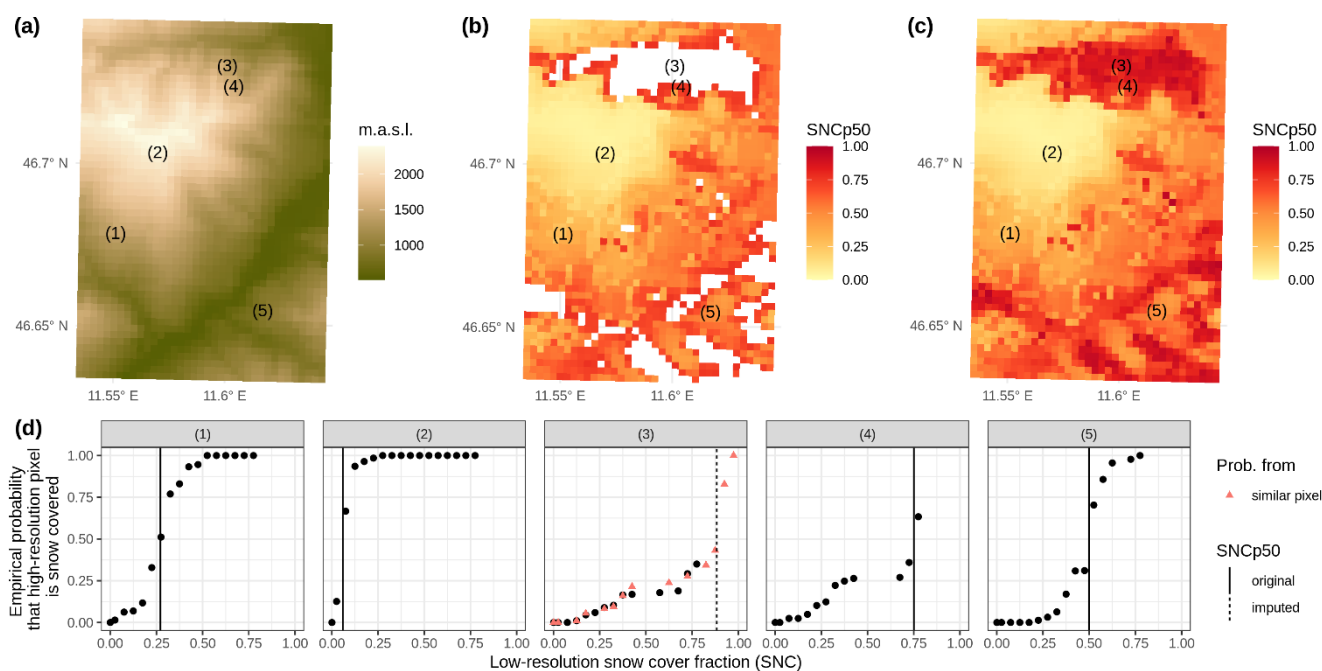 (a)
(3)
(4)
(2)
(1)
(5)
46.7° N
46.65° N
11.55° E
11.6° E
m.a.s.l.
2000
1500
1000
(b)
(3)
(4)
(2)
(1)
(5)
46.7° N
46.65° N
11.55° E
11.6° E
SNCp50
1.00
0.75
0.50
0.25
0.00
(c)
(3)
(4)
(2)
(1)
(5)
46.7° N
46.65° N
11.55° E
11.6° E
SNCp50
1.00
0.75
0.50
0.25
0.00
(d)
(1)
(2)
(3)
(4)
(5)
Empirical probability
that high-resolution pixel
is snow covered
1.00
0.75
0.50
0.25
0.00
0.00 0.25 0.50 0.75 1.00
0.00 0.25 0.50 0.75 1.00
0.00 0.25 0.50 0.75 1.00
0.00 0.25 0.50 0.75 1.00
0.00 0.25 0.50 0.75 1.00
Low-resolution snow cover fraction (SNC)
Prob. from
similar pixel
SNCp50
original
imputed